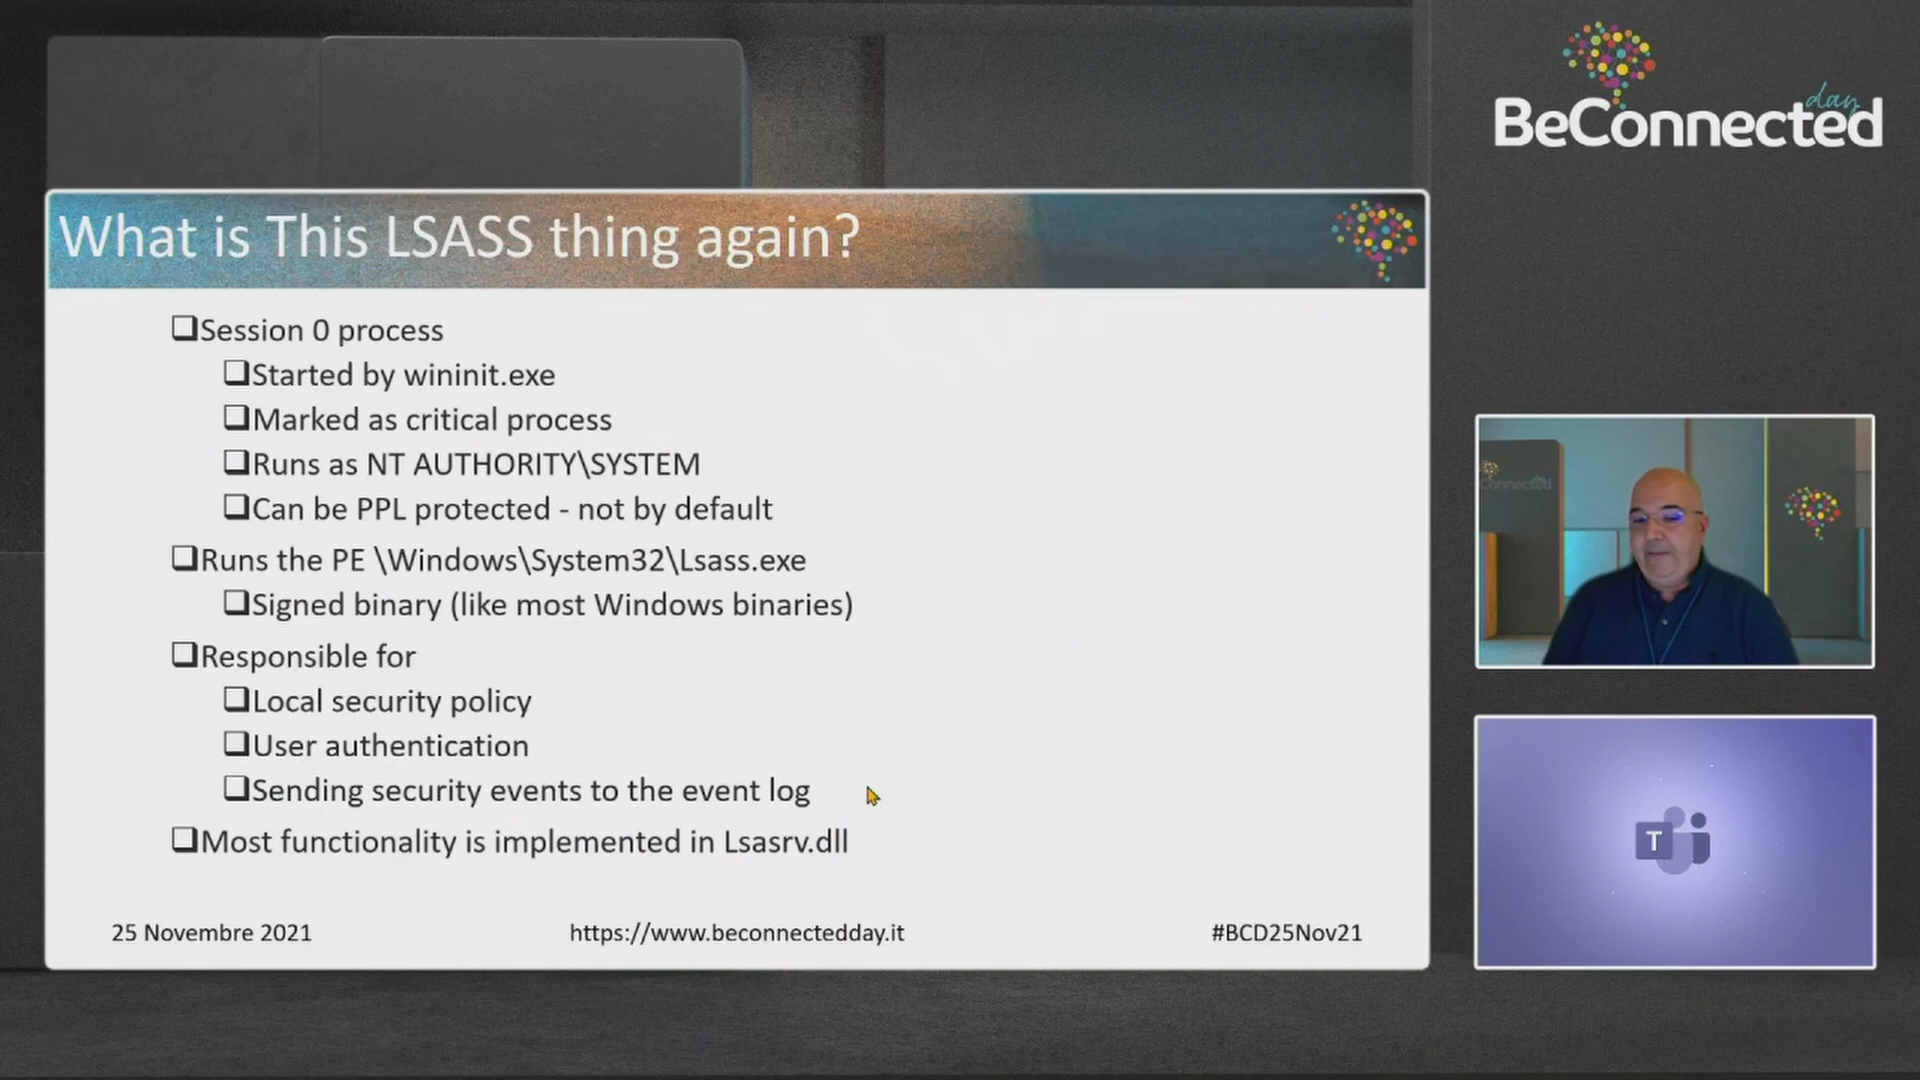 day
BeConnected
What is This LSASS thing again?
Session 0 process
Started by wininit.exe
Marked as critical process
Runs as NT AUTHORITY\SYSTEM
Can be PPL protected - not by default
Runs the PE \Windows\System32\Lsass.exe
Signed binary (like most Windows binaries)
Responsible for
Local security policy
User authentication
Sending security events to the event log
Most functionality is implemented in Lsasrv.dll
25 Novembre 2021
https://www.beconnectedday.it
#BCD25Nov21
Connected
T